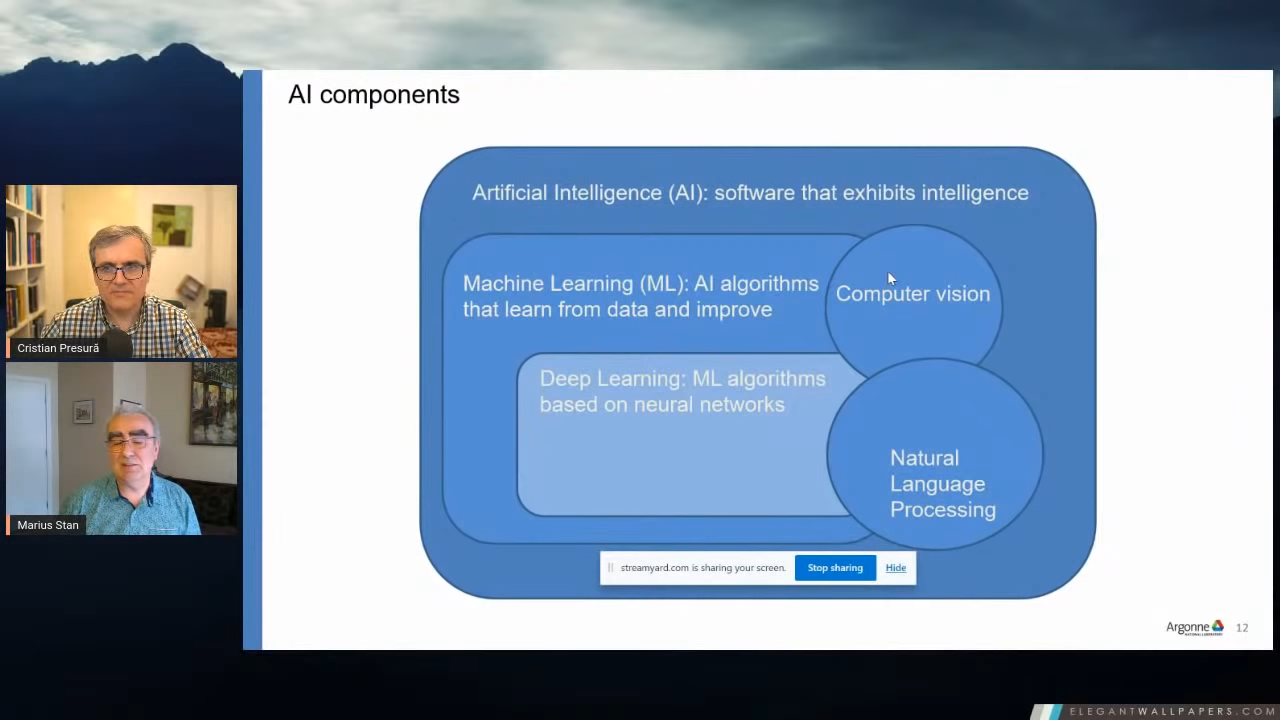 AI components
Artificial Intelligence (AI): software that exhibits intelligence
Machine Learning (ML): AI algorithms
that learn from data and improve
Computer vision
Deep Learning: ML algorithms
based on neural networks
Natural
Language
Processing
Cristian Presură
Marius Stan
streamyard.com is sharing your screen.
Stop sharing
Hide
Argonne
12
ELEGANTWALLPAPERS.COM